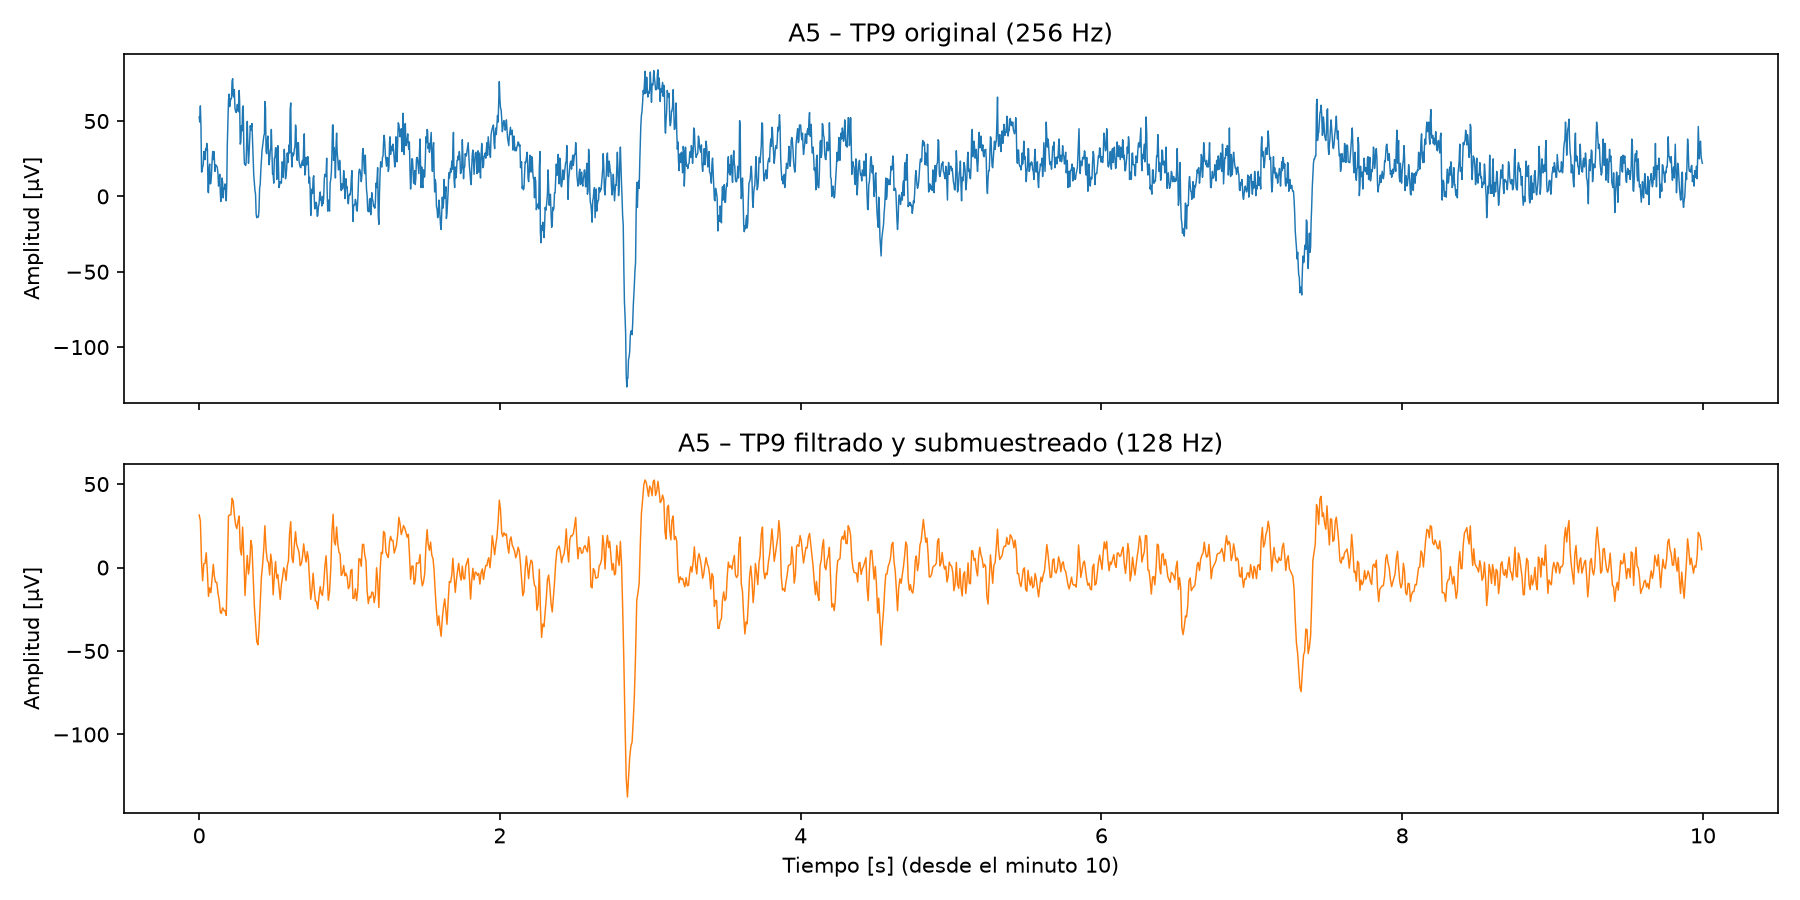 A5 – TP9 original (256 Hz)
Amplitud [µV]
50
0
−50
−100
A5 – TP9 filtrado y submuestreado (128 Hz)
Amplitud [µV]
50
0
−50
−100
0 2 4 6 8 10
Tiempo [s] (desde el minuto 10)